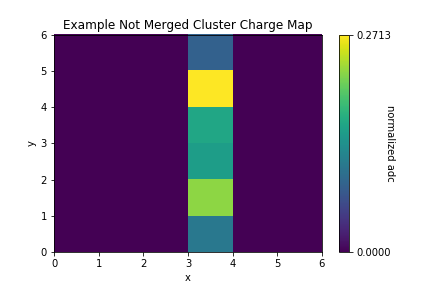 Example Not Merged Cluster Charge Map
6
5
4
3
2
1
0
y
0 1 2 3 4 5 6
x
0.2713
0.0000
normalized adc